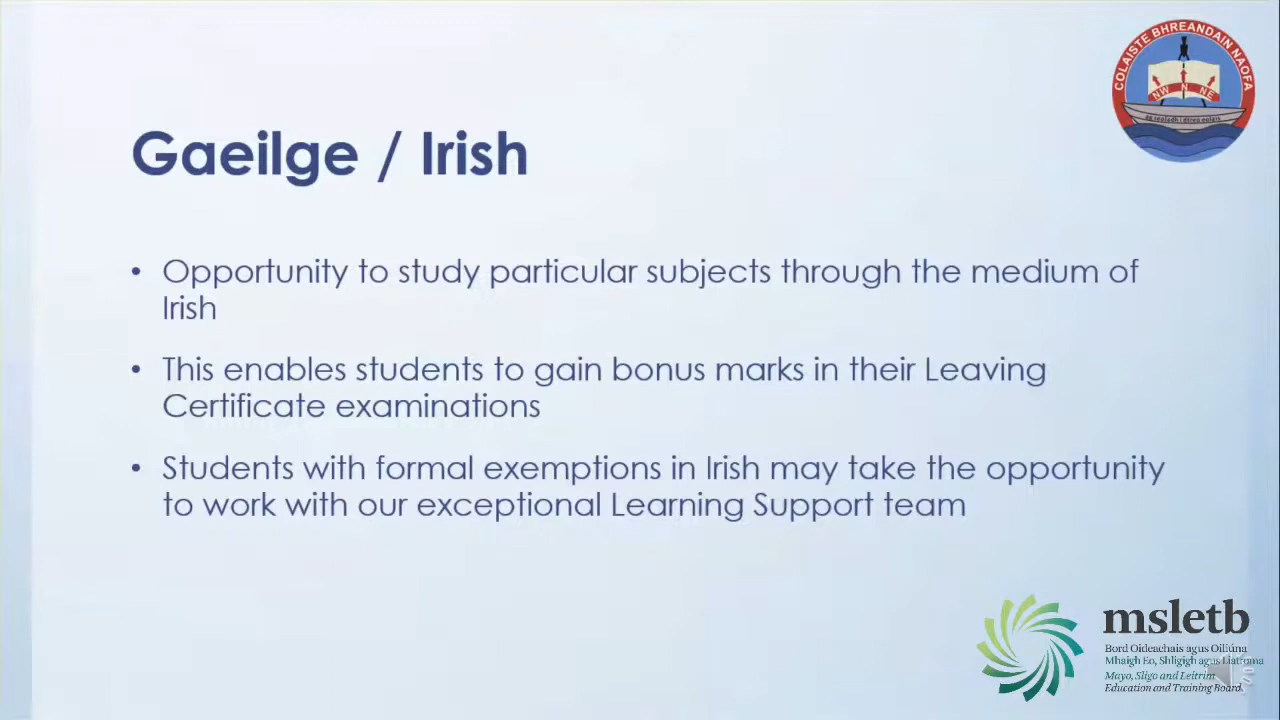 COLAISTE BHREANDAIN NAOFA
NW N NE
Gaeilge / Irish
• Opportunity to study particular subjects through the medium of
Irish
• This enables students to gain bonus marks in their Leaving
Certificate examinations
• Students with formal exemptions in Irish may take the opportunity
to work with our exceptional Learning Support team
msletb
Bord Oideachais agus Oiliúna
Mhaigh Eo, Shligigh agus Liatroma
Mayo, Sligo and Leitrim
Education and Training Board